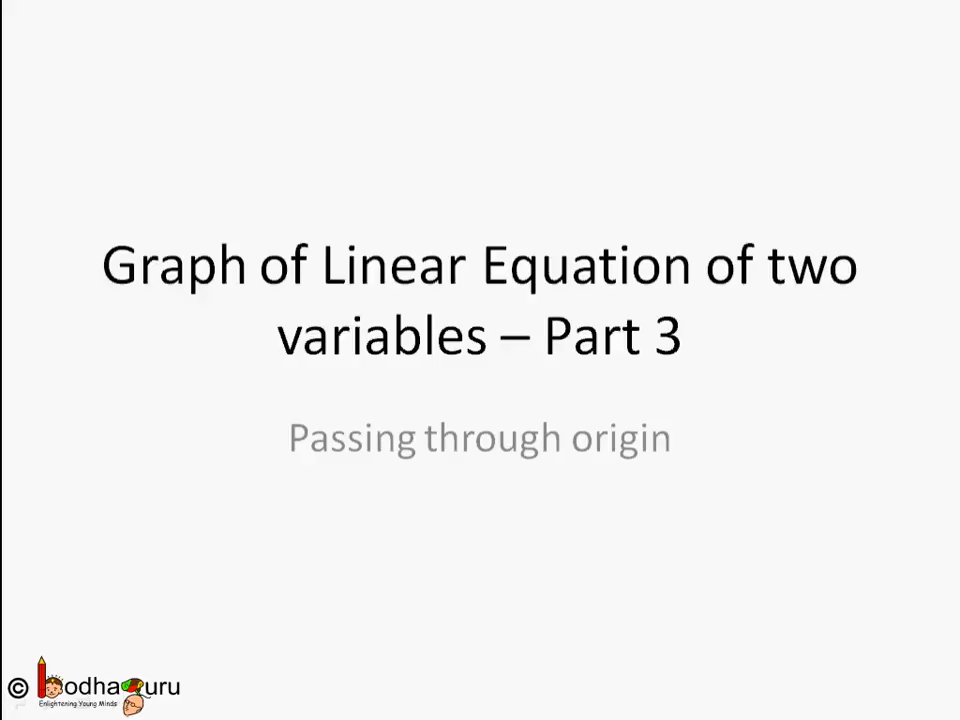 Graph of Linear Equation of two
variables – Part 3
Passing through origin
© bodhaguru
Enlightening Young Minds